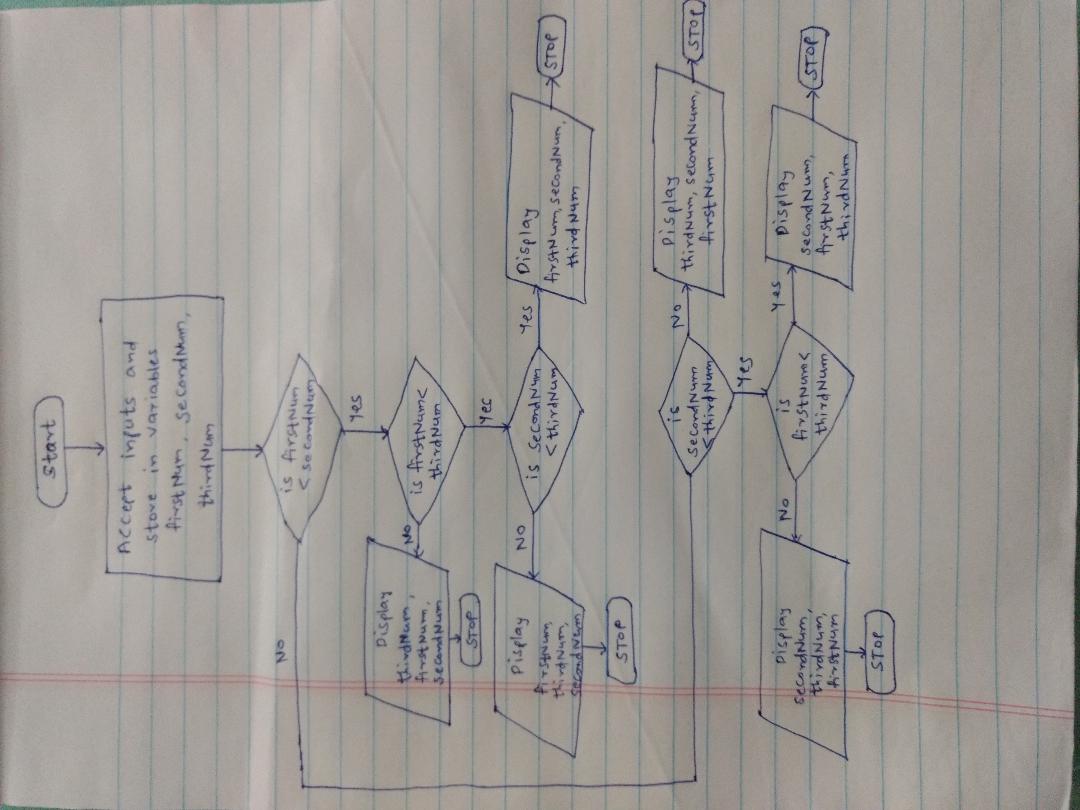 Start
Accept inputs and
store in variables
firstNum, secondNum,
thirdNum
No
is firstNum
< secondNum
Yes
Display
thirdNum,
firstNum,
secondNum
STOP
No
is firstNum<
thirdNum
Yes
Display
firstNum,
thirdNum,
secondNum
STOP
NO
is secondNum
< thirdNum
Yes
Display
firstNum, secondNum,
thirdNum
STOP
is
secondNum
< thirdNum
No
Display
thirdNum, secondNum,
firstNum
STOP
Yes
Display
secondNum,
thirdNum,
firstNum
STOP
No
is
firstNum<
thirdNum
Yes
Display
secondNum,
firstNum,
thirdNum
STOP